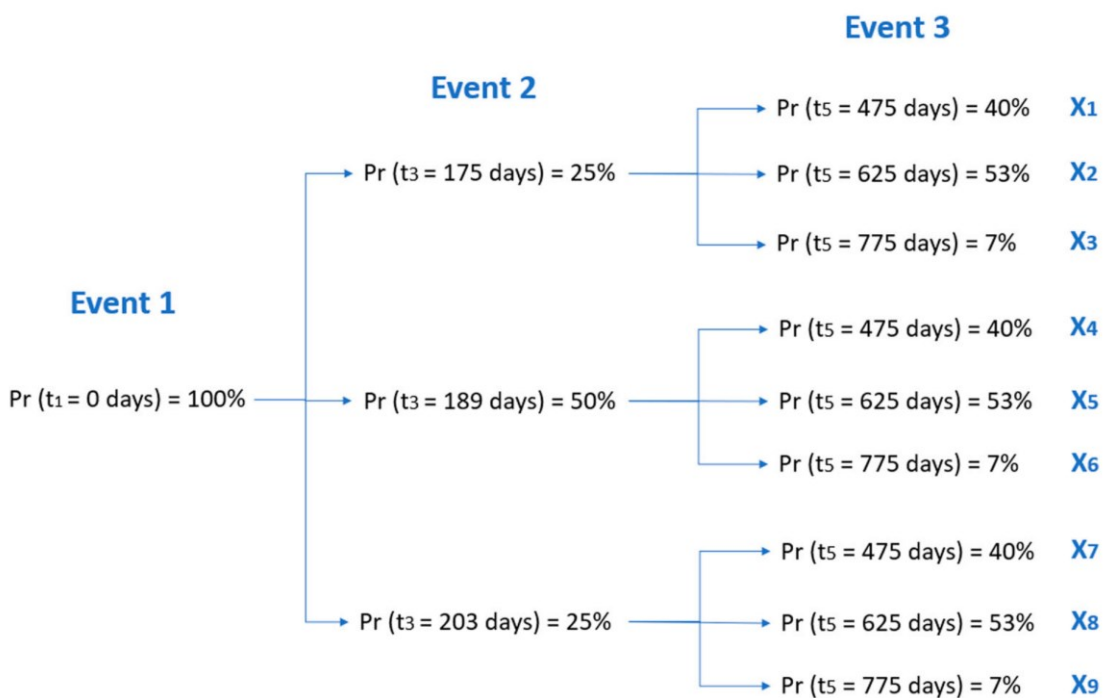 Event 3
Event 2
Pr (t3 = 175 days) = 25%
Pr (t5 = 475 days) = 40% X1
Pr (t5 = 625 days) = 53% X2
Pr (t5 = 775 days) = 7% X3
Event 1
Pr (t1 = 0 days) = 100%
Pr (t3 = 189 days) = 50%
Pr (t5 = 475 days) = 40% X4
Pr (t5 = 625 days) = 53% X5
Pr (t5 = 775 days) = 7% X6
Pr (t3 = 203 days) = 25%
Pr (t5 = 475 days) = 40% X7
Pr (t5 = 625 days) = 53% X8
Pr (t5 = 775 days) = 7% X9